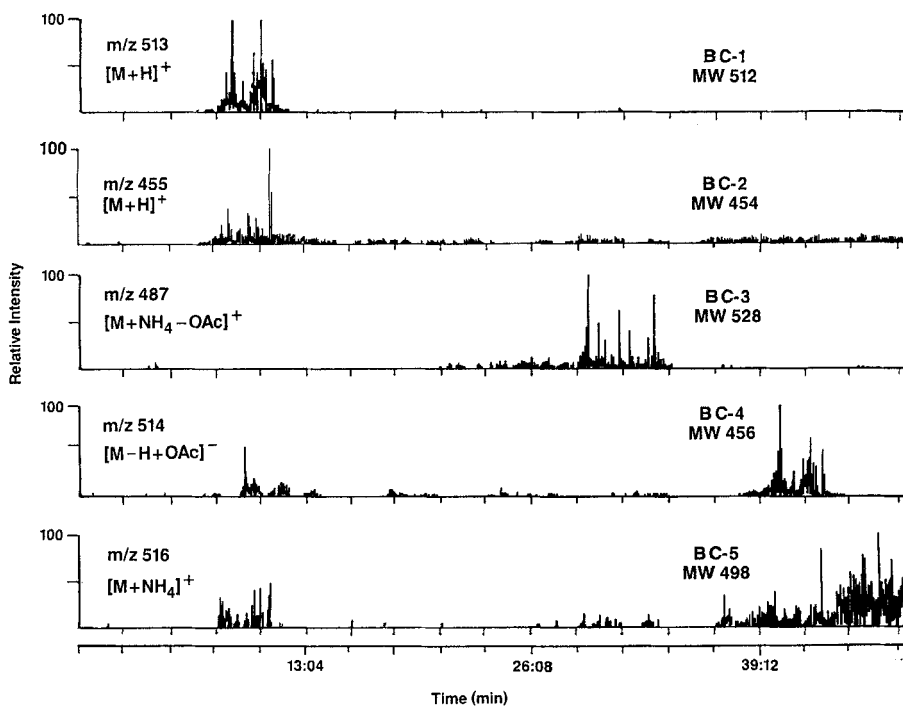 100
m/z 513
[M+H]+
BC-1
MW 512
100
m/z 455
[M+H]+
BC-2
MW 454
100
m/z 487
[M+NH4−OAc]+
BC-3
MW 528
100
m/z 514
[M−H+OAc]−
BC-4
MW 456
100
m/z 516
[M+NH4]+
BC-5
MW 498
Relative Intensity
13:04 26:08 39:12
Time (min)